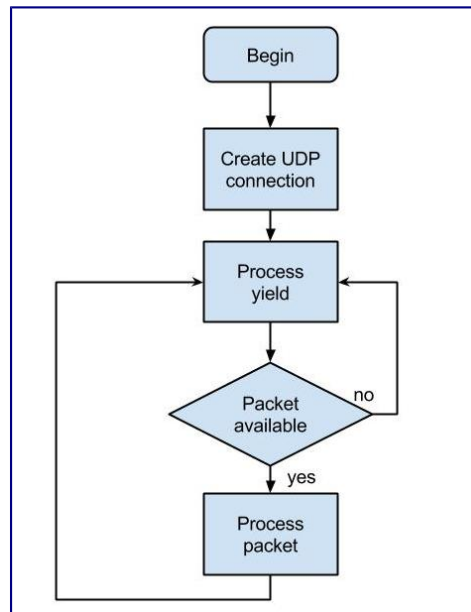 Begin
Create UDP
connection
Process
yield
Packet
available
no
yes
Process
packet